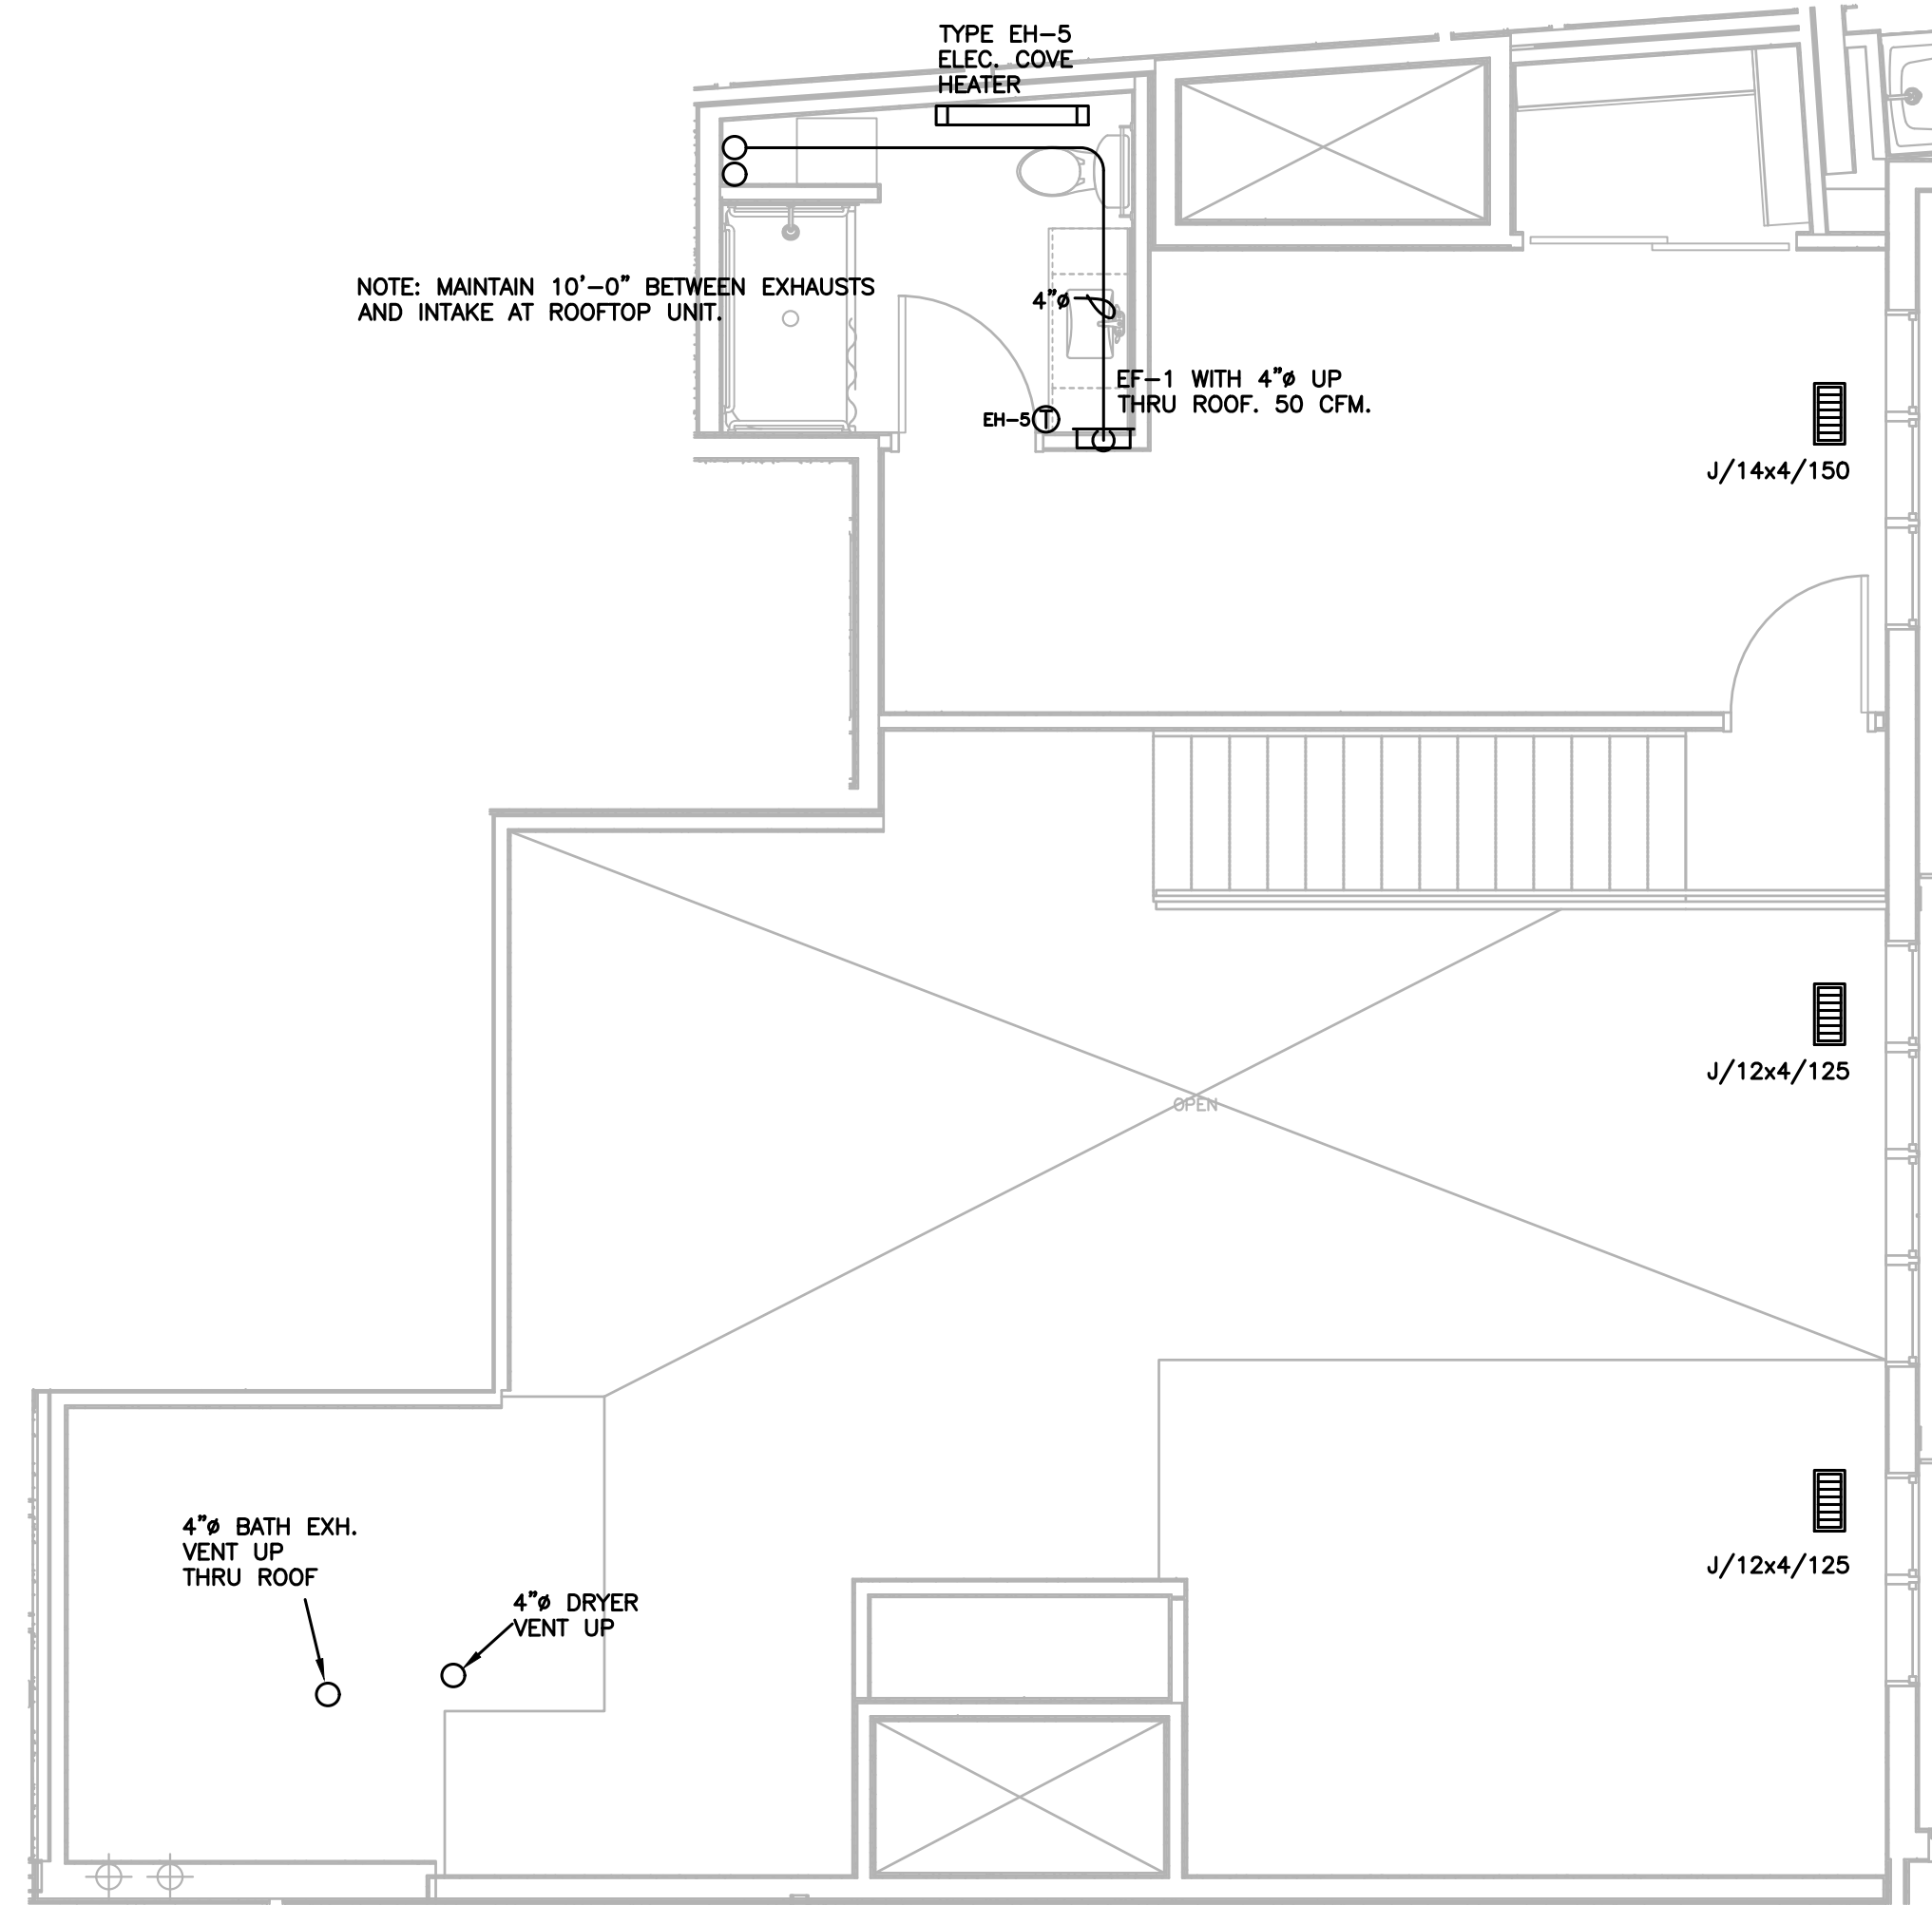 TYPE EH-5
ELEC. COVE
HEATER
NOTE: MAINTAIN 10'-0" BETWEEN EXHAUSTS
AND INTAKE AT ROOFTOP UNIT.
4"ø
EF-1 WITH 4"ø UP
THRU ROOF. 50 CFM.
EH-5 T
J/14x4/150
J/12x4/125
OPEN
4"ø BATH EXH.
VENT UP
THRU ROOF
J/12x4/125
4"ø DRYER
VENT UP